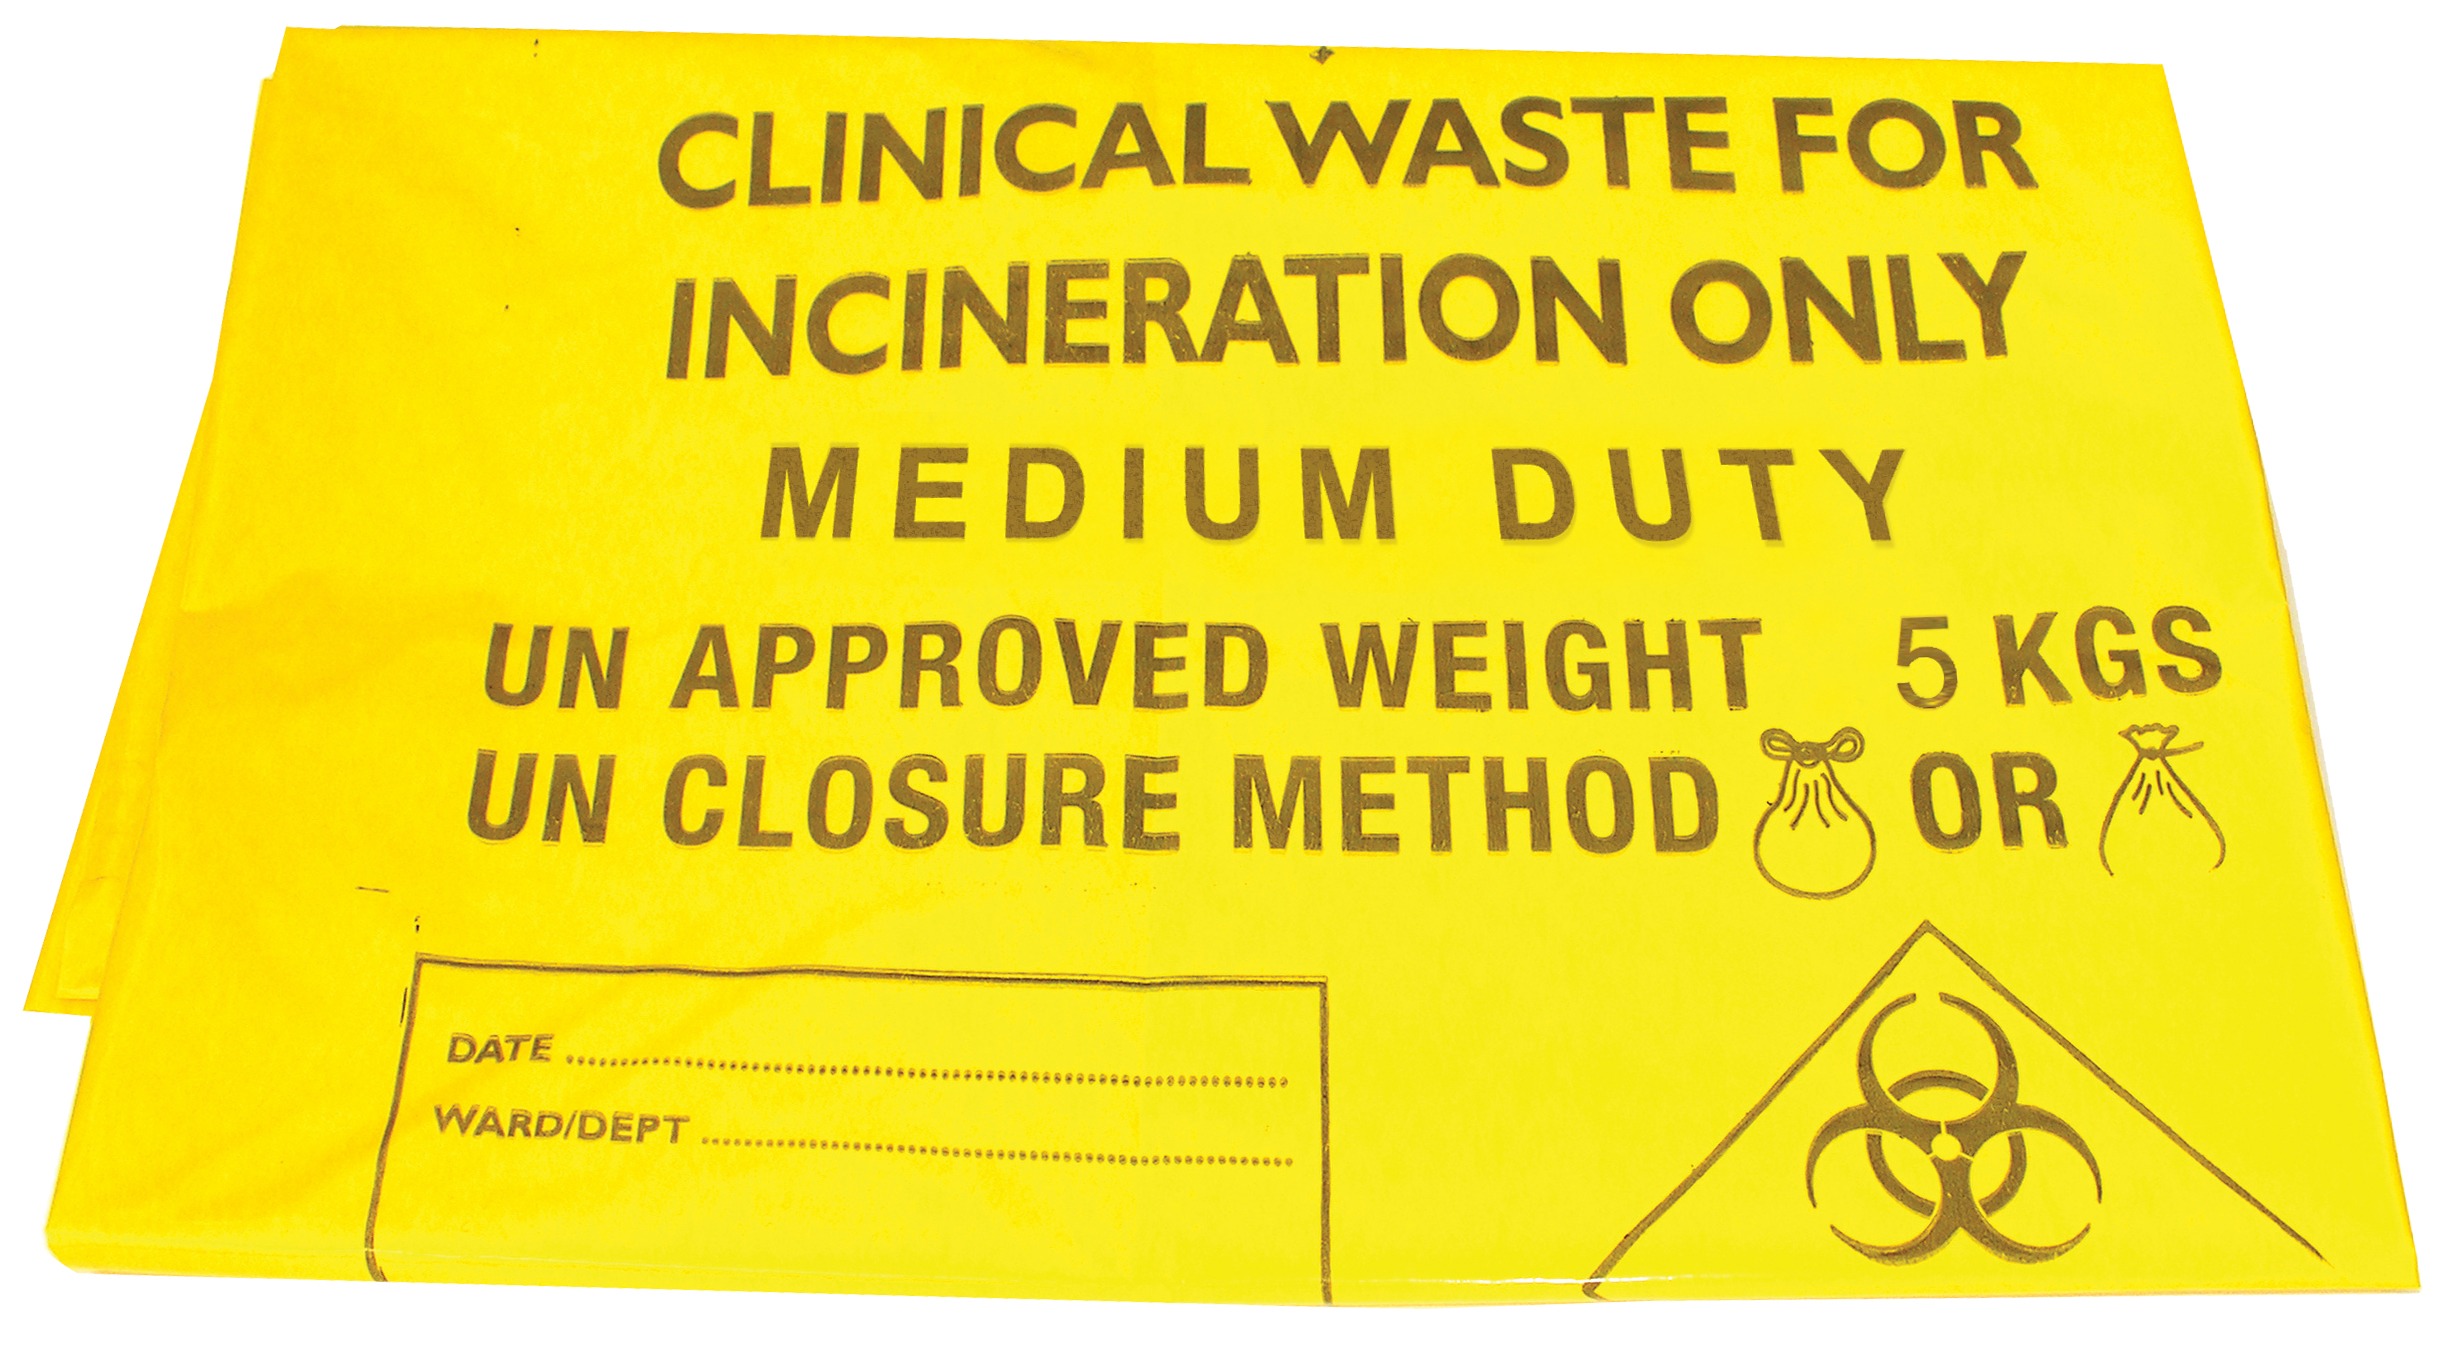 CLINICAL WASTE FOR
INCINERATION ONLY
MEDIUM DUTY
UN APPROVED WEIGHT 5 KGS
UN CLOSURE METHOD OR
DATE ................................................
WARD/DEPT ................................................